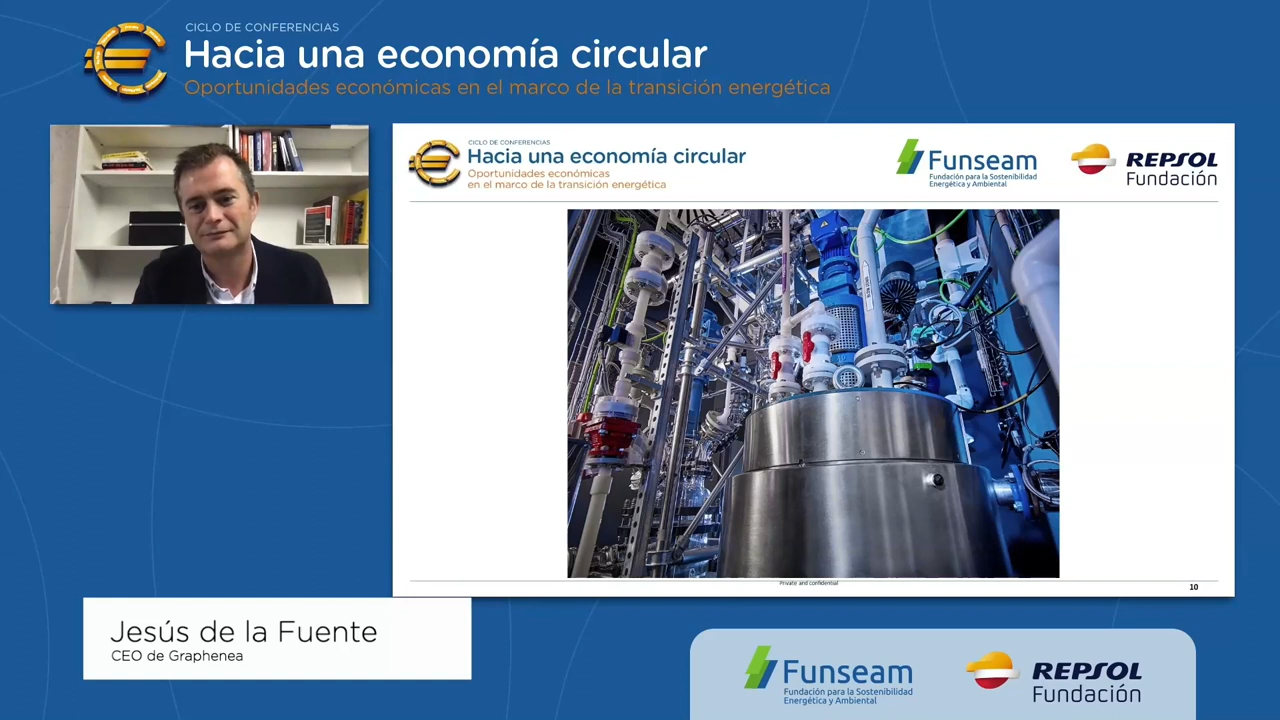 CICLO DE CONFERENCIAS
Hacia una economía circular
Oportunidades económicas en el marco de la transición energética
CICLO DE CONFERENCIAS
Hacia una economía circular
Oportunidades económicas
en el marco de la transición energética
Funseam
Fundación para la Sostenibilidad
Energética y Ambiental
REPSOL
Fundación
Private and confidential
10
Jesús de la Fuente
CEO de Graphenea
Funseam
Fundación para la Sostenibilidad
Energética y Ambiental
REPSOL
Fundación